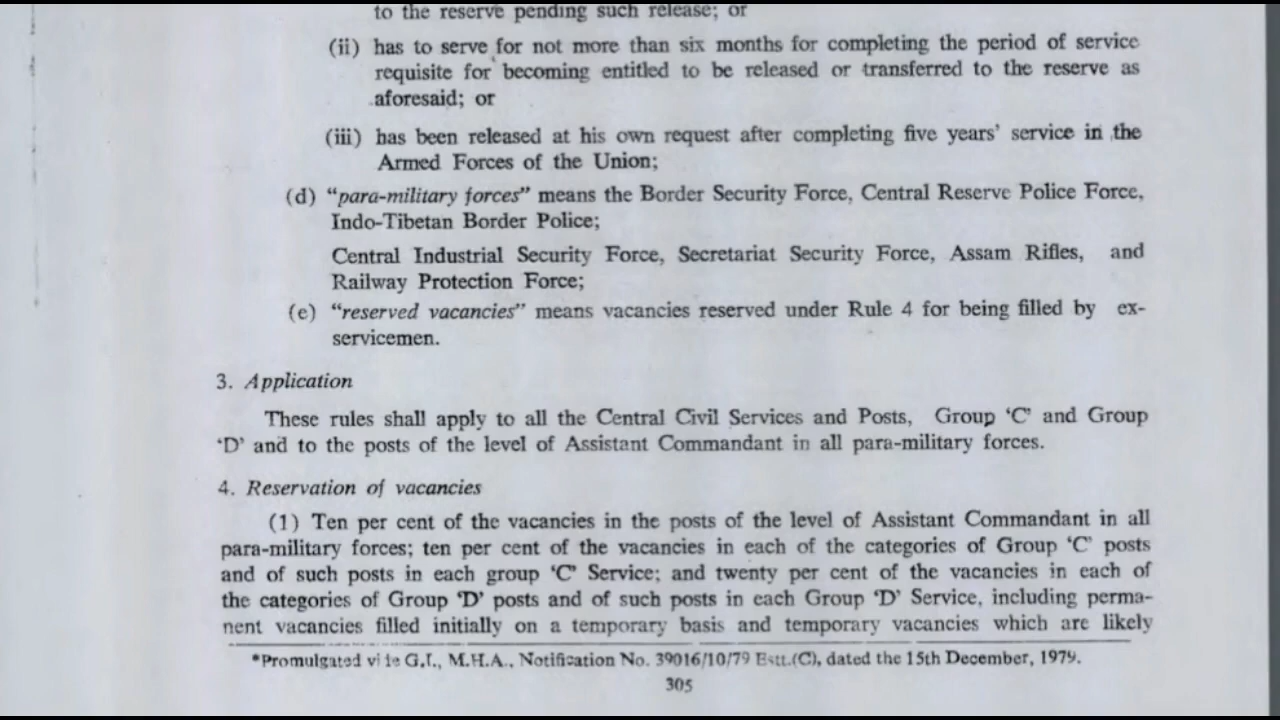 to the reserve pending such release; or
(ii) has to serve for not more than six months for completing the period of service
requisite for becoming entitled to be released or transferred to the reserve as
aforesaid; or
(iii) has been released at his own request after completing five years' service in the
Armed Forces of the Union;
(d) "para-military forces" means the Border Security Force, Central Reserve Police Force,
Indo-Tibetan Border Police;
Central Industrial Security Force, Secretariat Security Force, Assam Rifles, and
Railway Protection Force;
(e) "reserved vacancies" means vacancies reserved under Rule 4 for being filled by ex-
servicemen.
3. Application
These rules shall apply to all the Central Civil Services and Posts, Group 'C' and Group
'D' and to the posts of the level of Assistant Commandant in all para-military forces.
4. Reservation of vacancies
(1) Ten per cent of the vacancies in the posts of the level of Assistant Commandant in all
para-military forces; ten per cent of the vacancies in each of the categories of Group 'C' posts
and of such posts in each group 'C' Service; and twenty per cent of the vacancies in each of
the categories of Group 'D' posts and of such posts in each Group 'D' Service, including perma-
nent vacancies filled initially on a temporary basis and temporary vacancies which are likely
*Promulgated vide G.I., M.H.A., Notification No. 39016/10/79 Estt.(C), dated the 15th December, 1979.
305